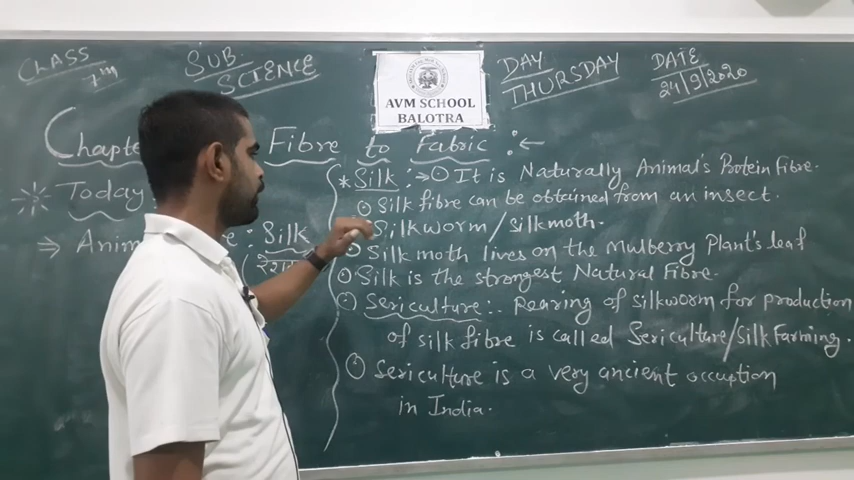 CLASS 7TH
SUB. SCIENCE
AVM SCHOOL
BALOTRA
DAY THURSDAY
DATE 24/9/2020
Chapte Fibre to Fabric :←
Today
⇒ Anim e : Silk
* Silk :→ ⊙ It is Naturally Animal's Protein Fibre.
⊙ Silk fibre can be obtained from an insect.
Silkworm / silkmoth.
⊙ Silk moth lives on the Mulberry Plant's leaf
⊙ Silk is the strongest Natural Fibre.
⊙ Sericulture :- Rearing of silkworm for production
of silk fibre is called Sericulture/Silk Farming.
⊙ Sericulture is a very ancient occuption
in India.